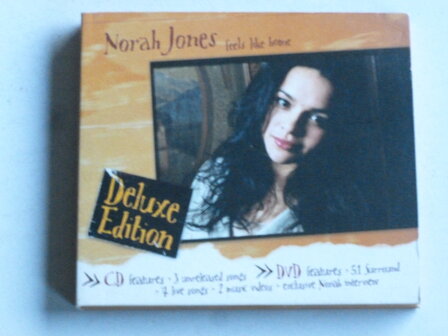 Norah Jones feels like home
Deluxe
Edition
>> CD features · 3 unreleased songs >> DVD features · 5.1 Surround
· 7 live songs · 2 music videos · exclusive Norah interview